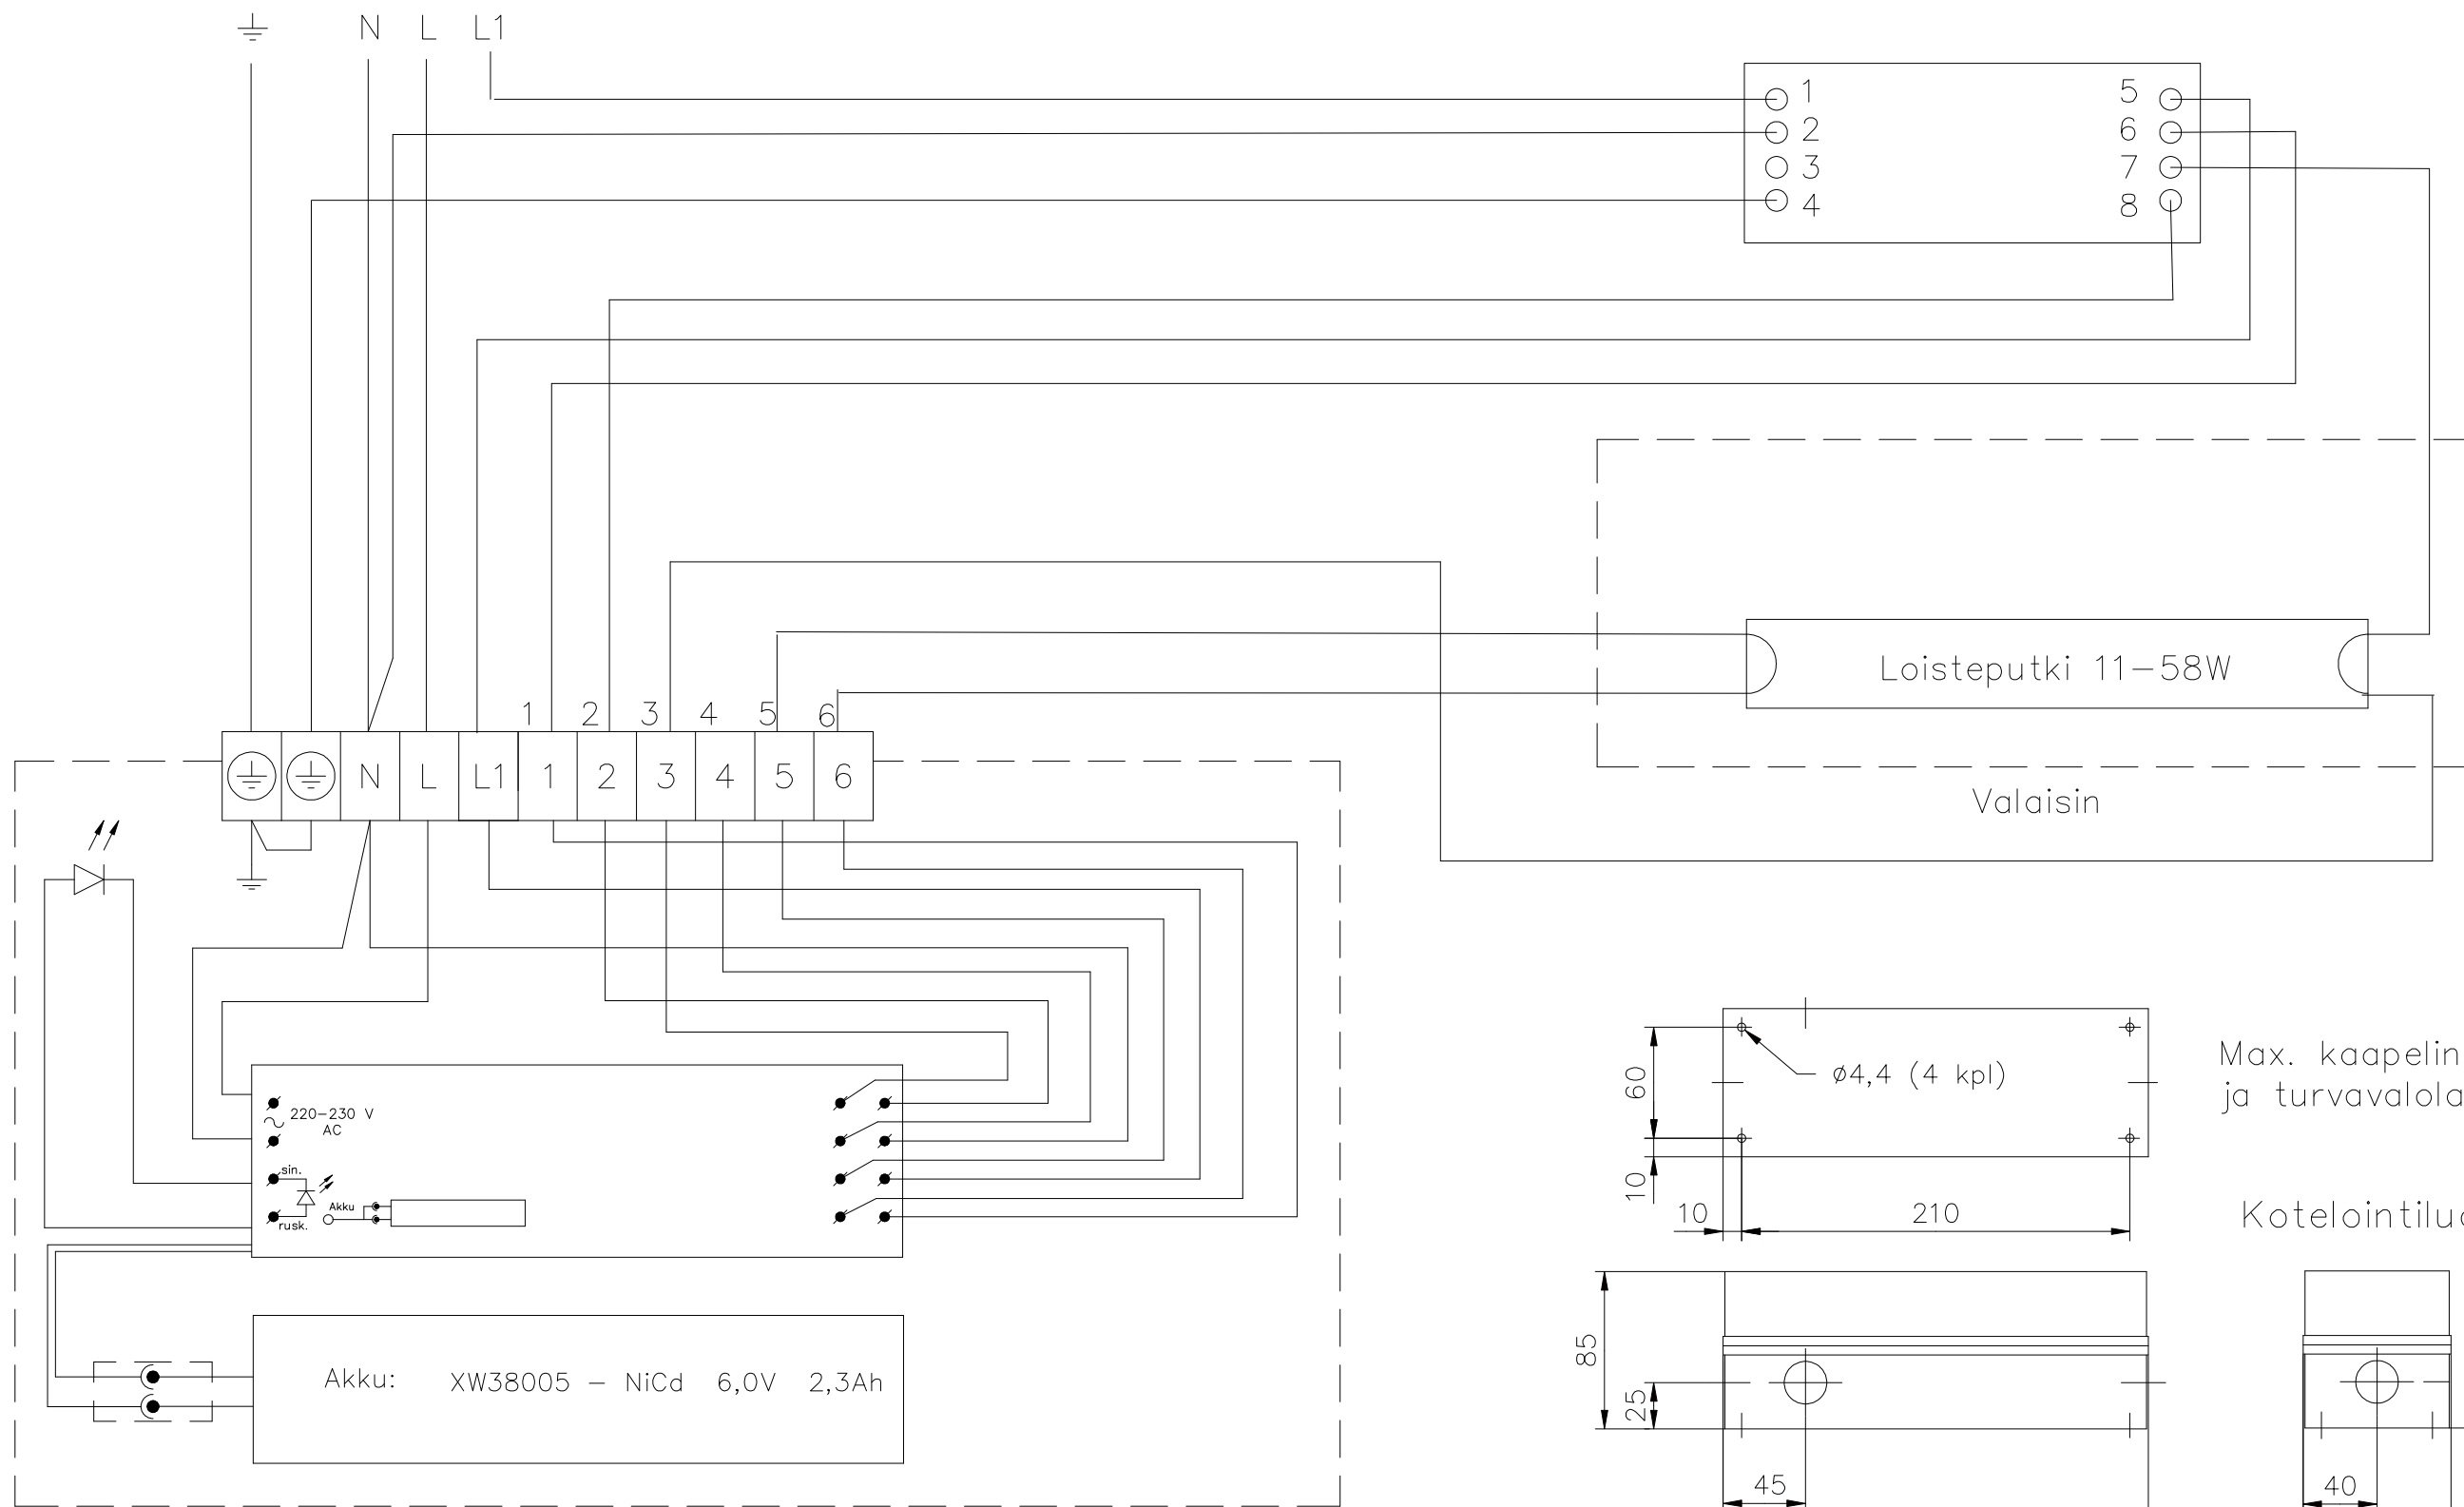 N L L1
1 5
2 6
3 7
4 8
Loisteputki 11-58W
Valaisin
1 2 3 4 5 6
N L L1 1 2 3 4 5 6
220-230 V
AC
sin.
rusk.
Akku
Akku: XW38005 - NiCd 6,0V 2,3Ah
ø4,4 (4 kpl)
60
10
10
210
Max. kaapelin
ja
85
25
45
40